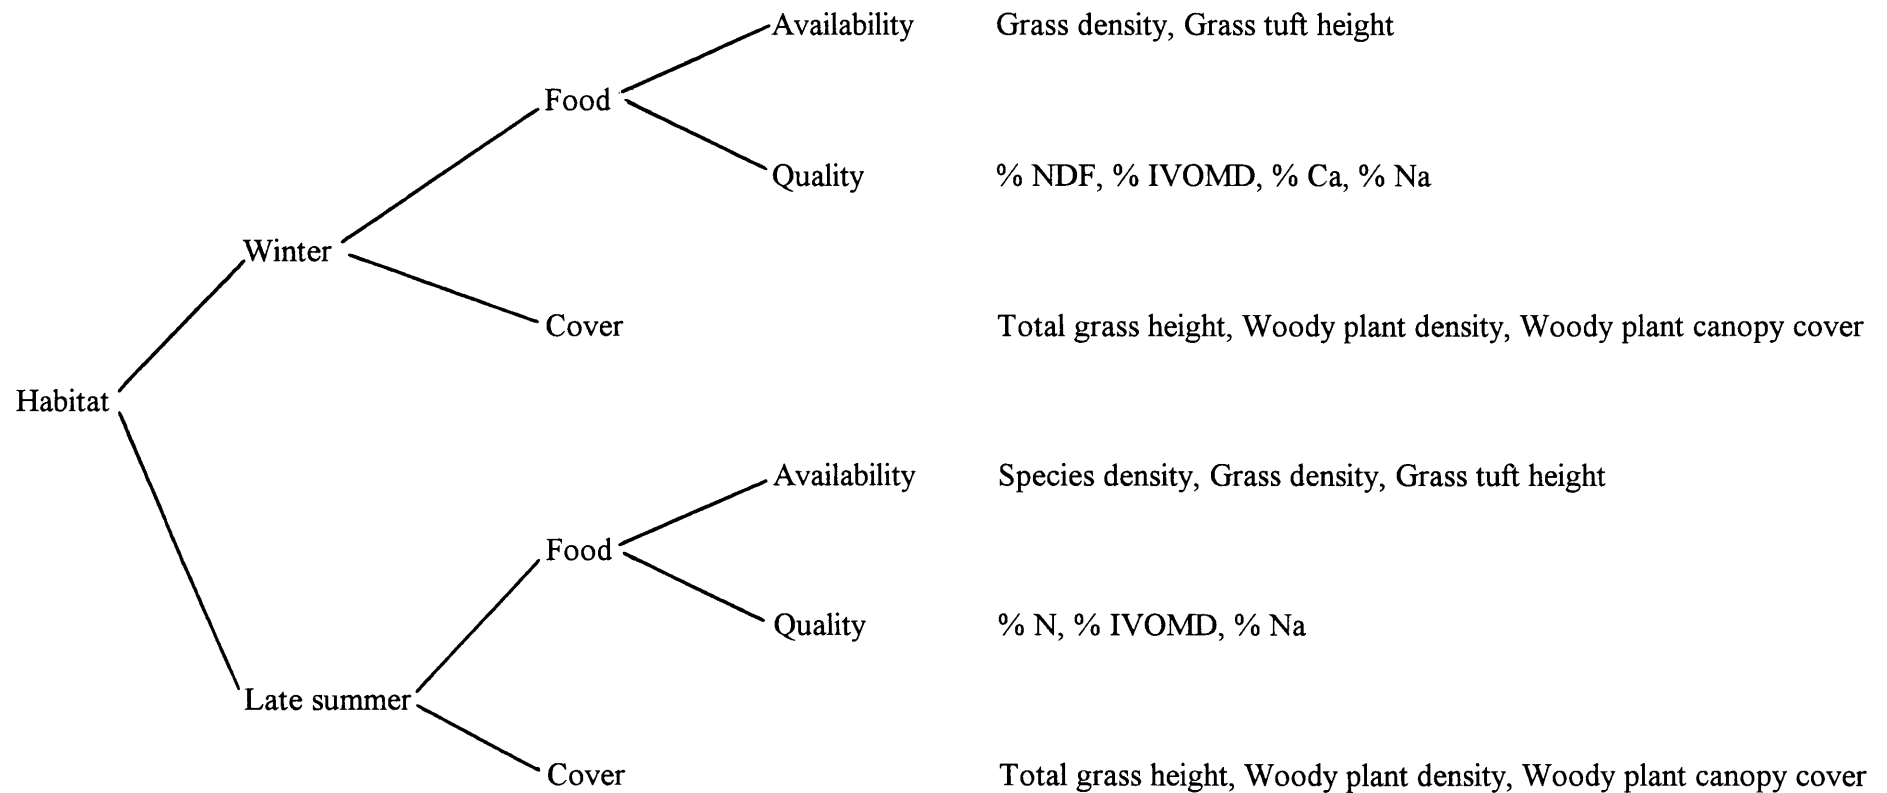 Availability Grass density, Grass tuft height
Food
Quality % NDF, % IVOMD, % Ca, % Na
Winter
Cover Total grass height, Woody plant density, Woody plant canopy cover
Habitat
Availability Species density, Grass density, Grass tuft height
Food
Quality % N, % IVOMD, % Na
Late summer
Cover Total grass height, Woody plant density, Woody plant canopy cover